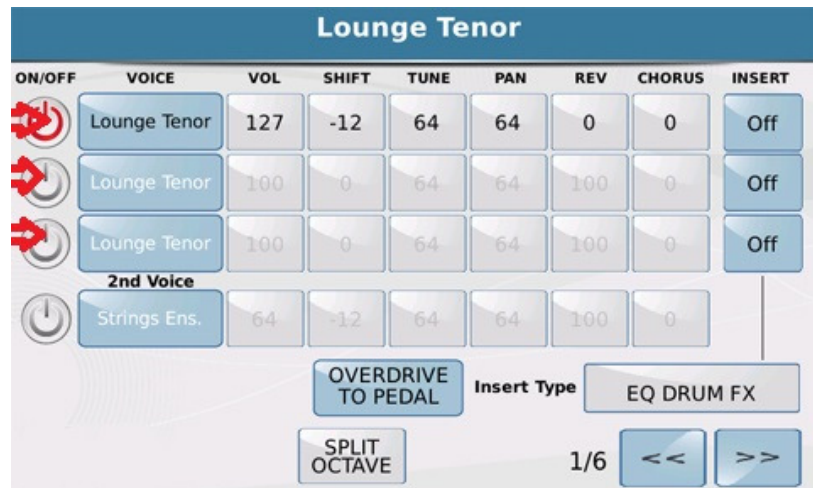 Lounge Tenor
ON/OFF VOICE VOL SHIFT TUNE PAN REV CHORUS INSERT
Lounge Tenor 127 -12 64 64 0 0 Off
Lounge Tenor 100 0 64 64 100 0 Off
Lounge Tenor 100 0 64 64 100 0 Off
2nd Voice
Strings Ens. 64 -12 64 64 100 0
OVERDRIVE
TO PEDAL Insert Type EQ DRUM FX
SPLIT
OCTAVE 1/6 << >>